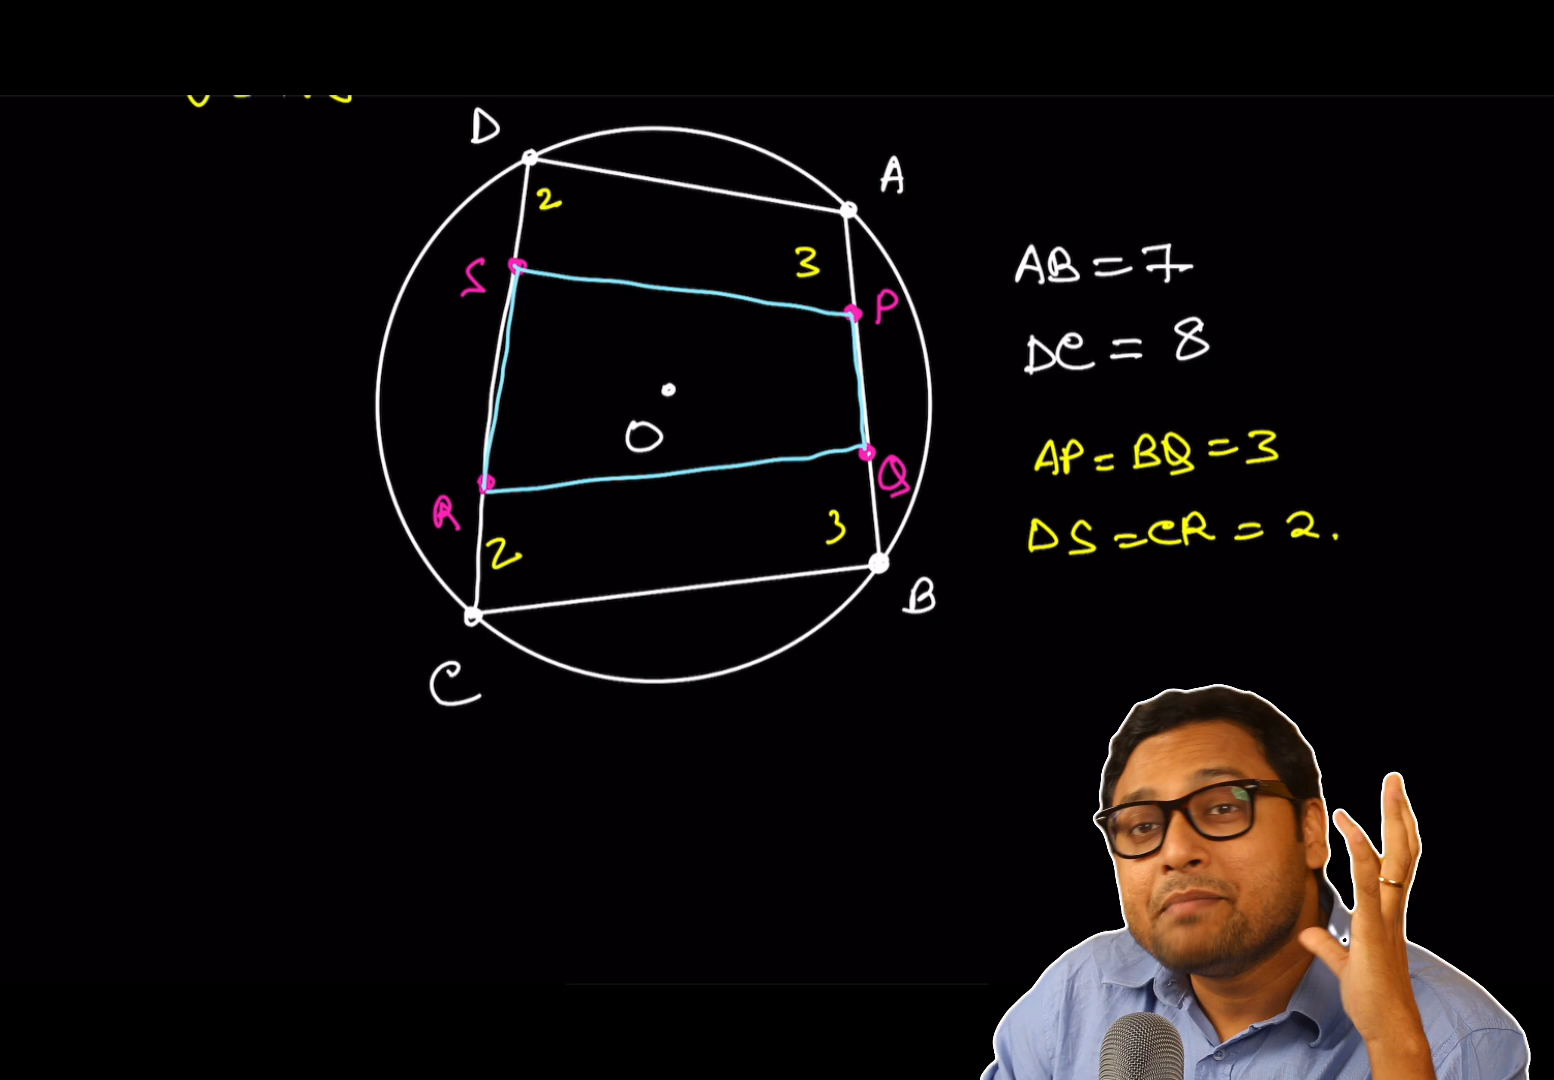 D
A
2
S
3
P
O
R
Q
2
3
B
C
AB = 7
DC = 8
AP = BQ = 3
DS = CR = 2.